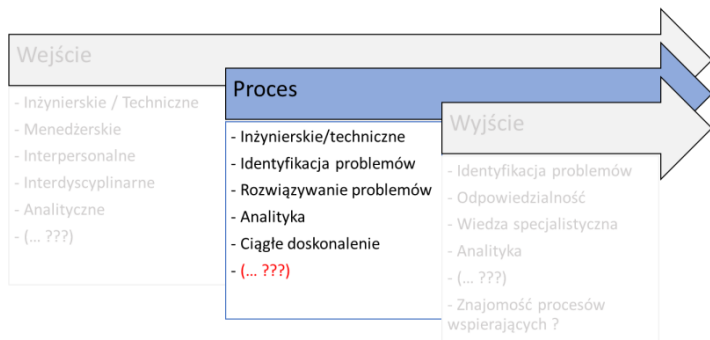 Wejście
- Inżynierskie / Techniczne
- Menedżerskie
- Interpersonalne
- Interdyscyplinarne
- Analityczne
- (... ???)
Proces
- Inżynierskie/techniczne
- Identyfikacja problemów
- Rozwiązywanie problemów
- Analityka
- Ciągłe doskonalenie
- (... ???)
Wyjście
- Identyfikacja problemów
- Odpowiedzialność
- Wiedza specjalistyczna
- Analityka
- (... ???)
- Znajomość procesów
wspierających ?